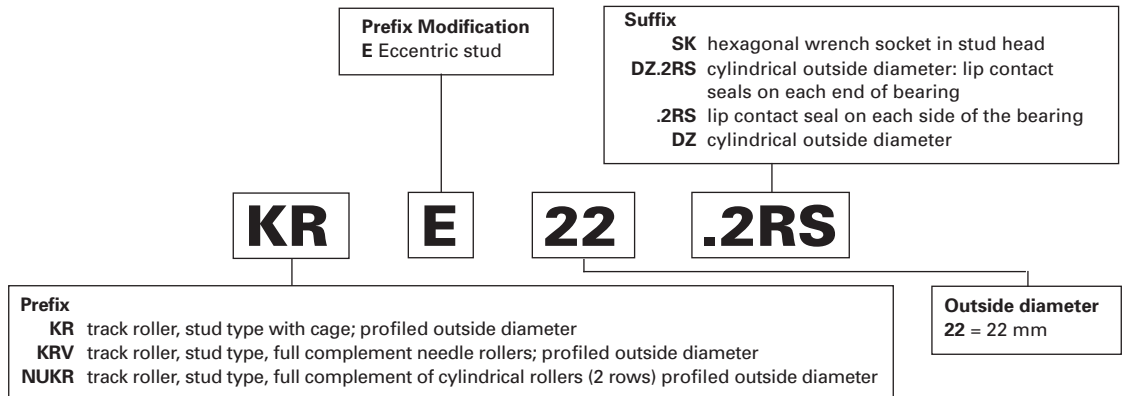 Prefix Modification
E Eccentric stud
Suffix
SK hexagonal wrench socket in stud head
DZ.2RS cylindrical outside diameter: lip contact
seals on each end of bearing
.2RS lip contact seal on each side of the bearing
DZ cylindrical outside diameter
KR E 22 .2RS
Prefix
KR track roller, stud type with cage; profiled outside diameter
KRV track roller, stud type, full complement needle rollers; profiled outside diameter
NUKR track roller, stud type, full complement of cylindrical rollers (2 rows) profiled outside diameter
Outside diameter
22 = 22 mm